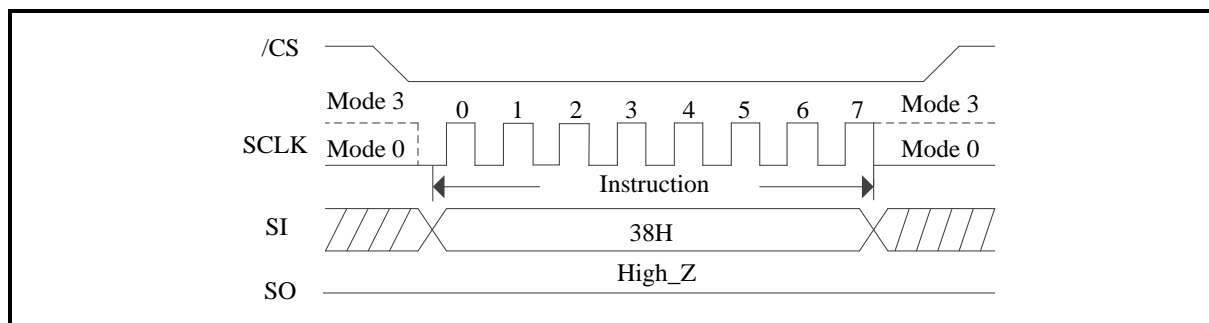 /CS
Mode 3 0 1 2 3 4 5 6 7 Mode 3
SCLK Mode 0 Mode 0
Instruction
SI 38H
High_Z
SO